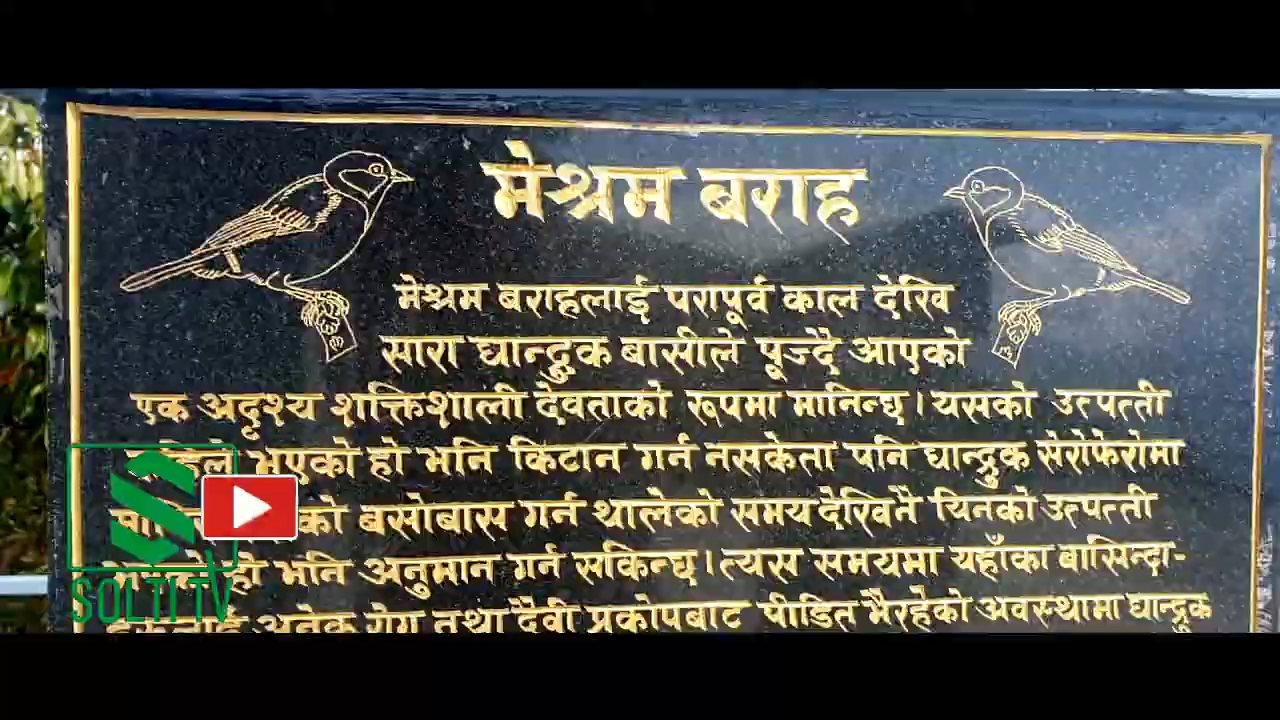 मेश्रम बराह
मेश्रम बराहलाई परापूर्व काल देखि
सारा घान्द्रुक बासीले पूज्दै आएको
एक अदृश्य शक्तिशाली देवताको रूपमा मानिन्छ । यसको उत्पत्ती
भएको हो भनि किटान गर्न नसकेता पनि घान्द्रुक सेरोफेरोमा
को बसोबास गर्न थालेको समय देखिनै यिनको उत्पत्ती
हो भनि अनुमान गर्न सकिन्छ । त्यस समयमा यहाँका बासिन्दा-
अनेक रोग तथा दैवी प्रकोपबाट पीडित भैरहेको अवस्थामा घान्द्रुक
SOLTI TV